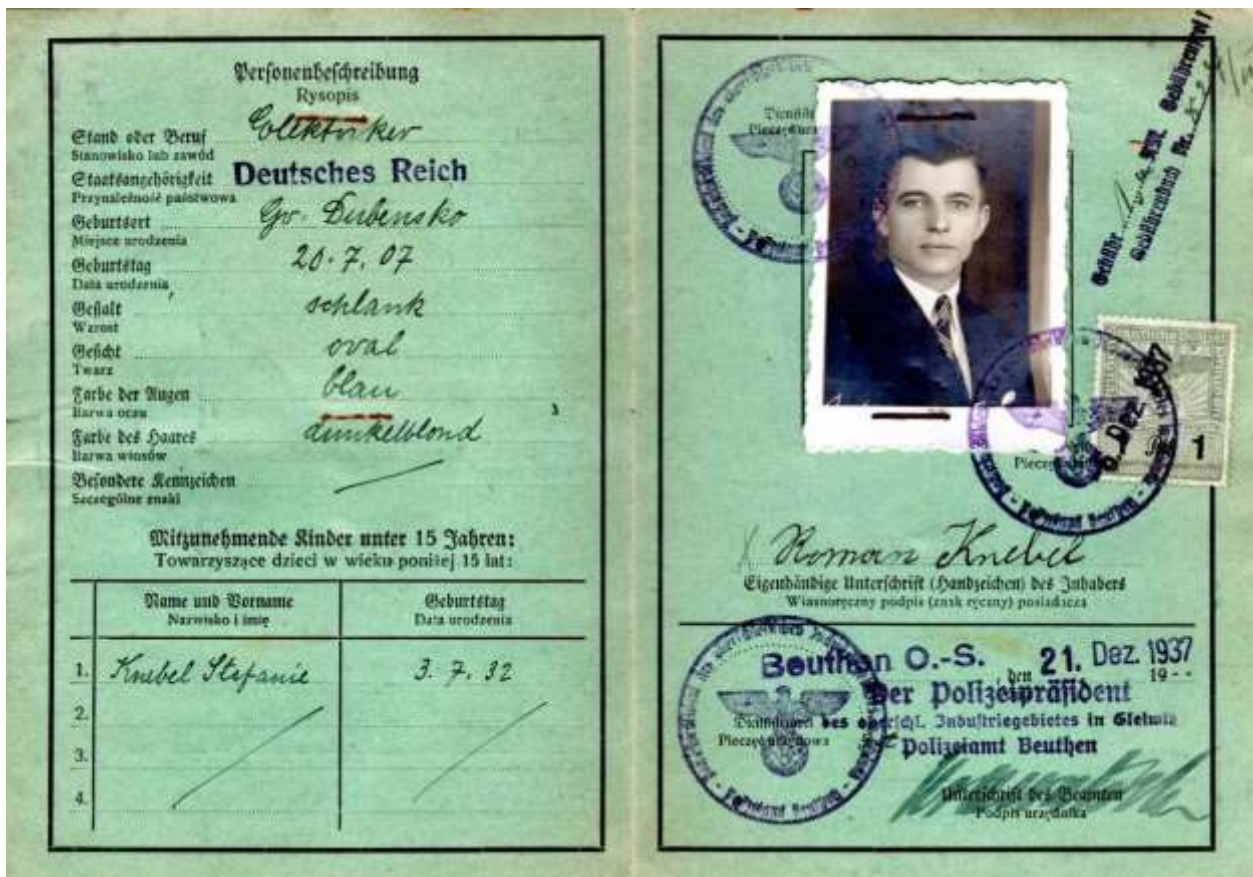 Personenbeschreibung
Rysopis
Stand oder Beruf Elektriker
Stanowisko lub zawód
Staatsangehörigkeit Deutsches Reich
Przynależność państwowa
Geburtsort Gr. Dubensko
Miejsce urodzenia
Geburtstag 20.7.07
Data urodzenia
Gestalt schlank
Wzrost
Gesicht oval
Twarz
Farbe der Augen blau
Barwa oczu
Farbe des Haares dunkelblond
Barwa włosów
Besondere Kennzeichen
Szczególne znaki
Mitzunehmende Kinder unter 15 Jahren:
Towarzyszące dzieci w wieku poniżej 15 lat:
Name und Vorname Geburtstag
Nazwisko i imię Data urodzenia
1. Knebel Stefanie 3.7.32
2.
3.
4.
Gebühr
Gebührenbuch Nr.
Dez. 1937
1
Roman Knebel
Eigenhändige Unterschrift (Handzeichen) des Inhabers
Własnoręczny podpis (znak ręczny) posiadacza
Beuthen O.-S. den 21. Dez. 1937
19--
Der Polizeipräsident
des oberschl. Industriegebietes in Gleiwitz
Pieczęć urzędowa
Polizeiamt Beuthen
Unterschrift des Beamten
Podpis urzędnika